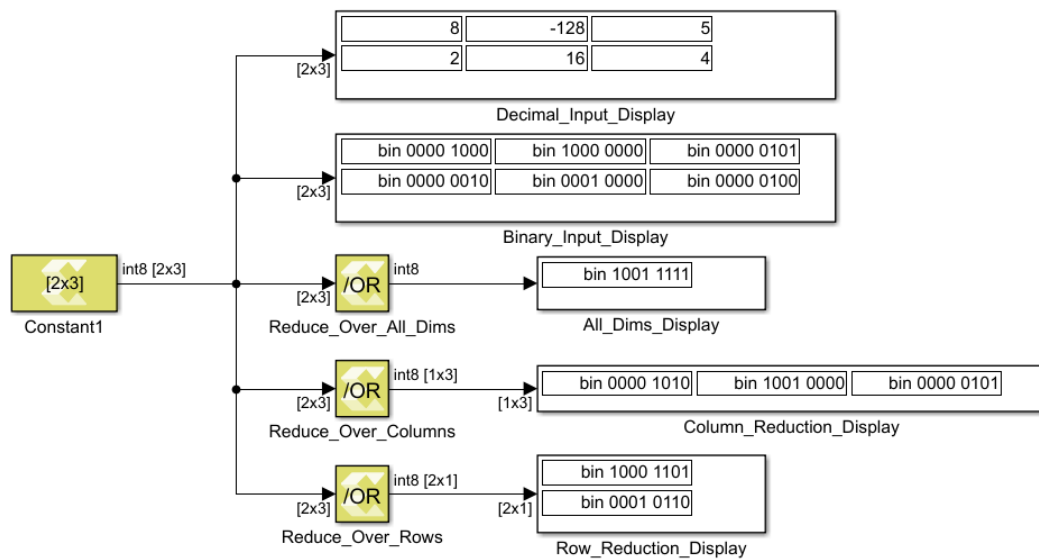 8 -128 5
[2x3] 2 16 4
Decimal_Input_Display
bin 0000 1000 bin 1000 0000 bin 0000 0101
[2x3] bin 0000 0010 bin 0001 0000 bin 0000 0100
Binary_Input_Display
[2x3] int8 [2x3] [2x3] /OR int8 bin 1001 1111
Constant1 Reduce_Over_All_Dims All_Dims_Display
[2x3] /OR int8 [1x3] [1x3] bin 0000 1010 bin 1001 0000 bin 0000 0101
Reduce_Over_Columns Column_Reduction_Display
[2x3] /OR int8 [2x1] [2x1] bin 1000 1101
bin 0001 0110
Reduce_Over_Rows Row_Reduction_Display